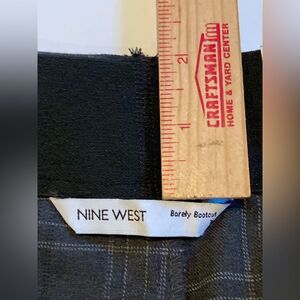 2
1
CRAFTSMAN
HOME & YARD CENTER
NINE WEST
Barely Bootcut